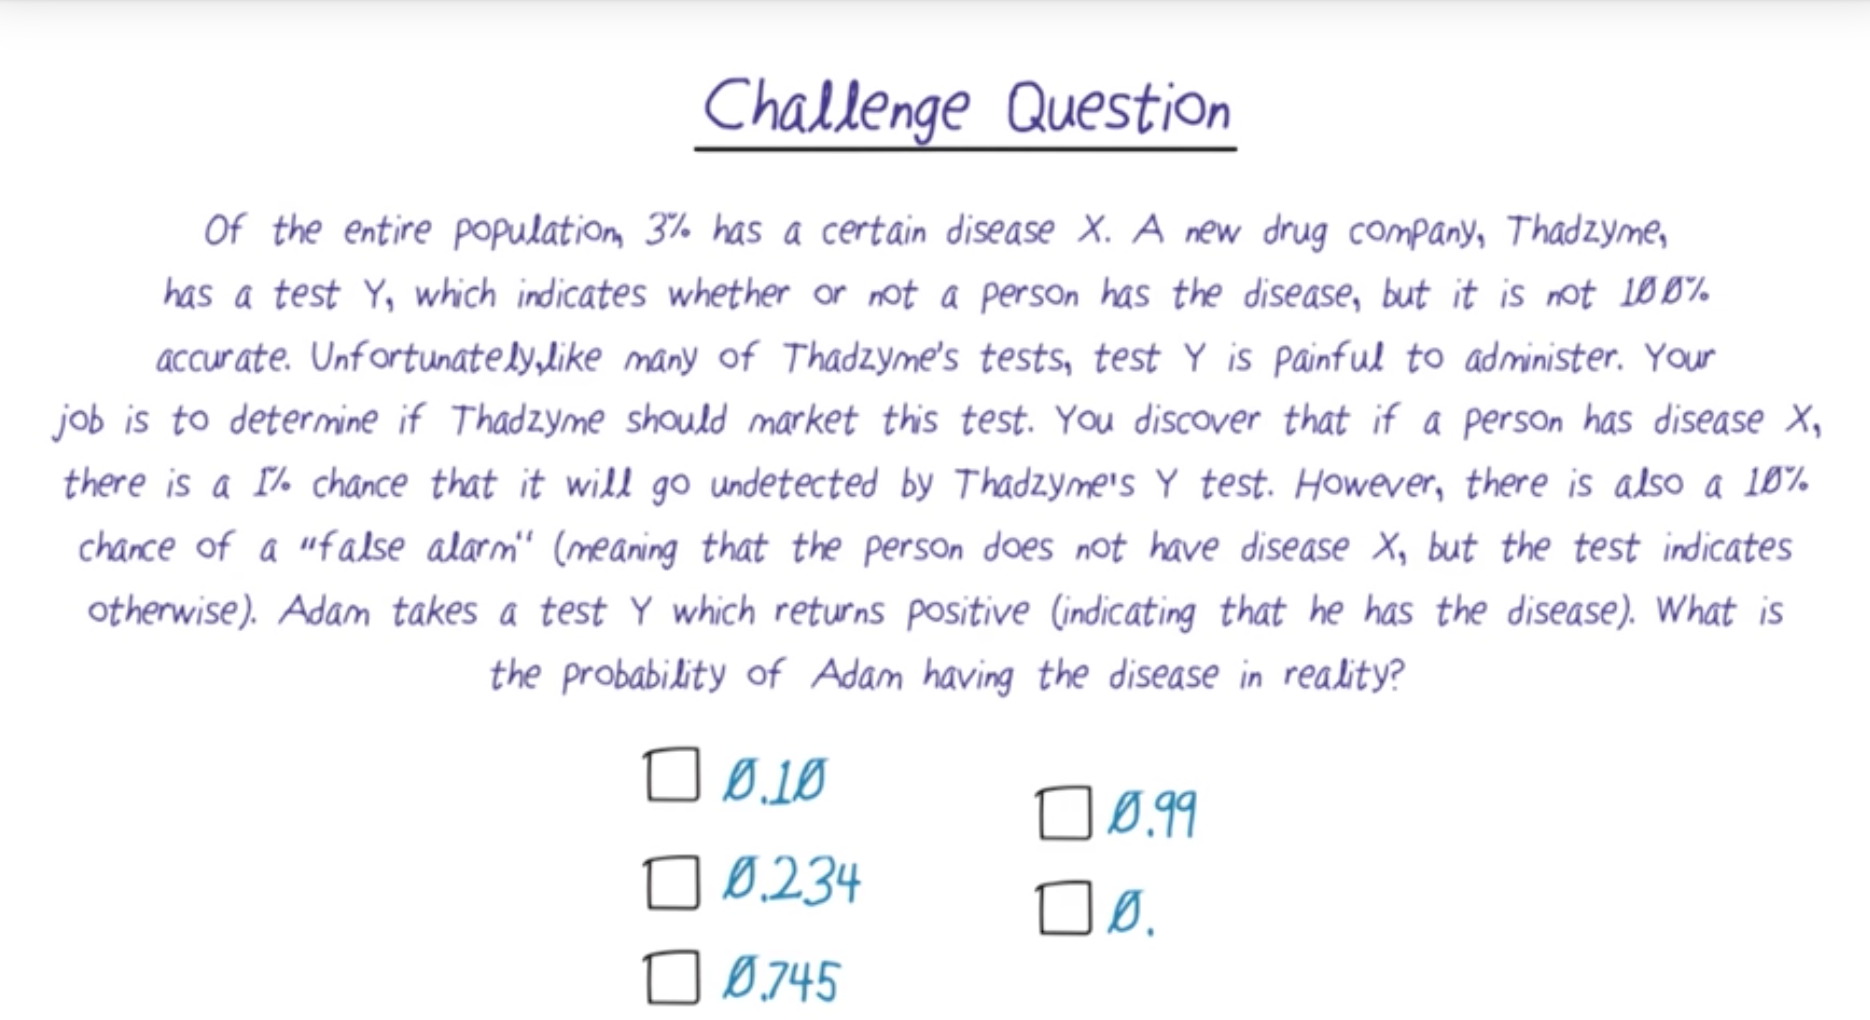 Challenge Question
Of the entire population, 3% has a certain disease X. A new drug company, Thadzyme,
has a test Y, which indicates whether or not a person has the disease, but it is not 100%
accurate. Unfortunately,like many of Thadzyme's tests, test Y is painful to administer. Your
job is to determine if Thadzyme should market this test. You discover that if a person has disease X,
there is a 1% chance that it will go undetected by Thadzyme's Y test. However, there is also a 10%
chance of a "false alarm" (meaning that the person does not have disease X, but the test indicates
otherwise). Adam takes a test Y which returns positive (indicating that he has the disease). What is
the probability of Adam having the disease in reality?
0.10
0.234
0.745
0.99
0.